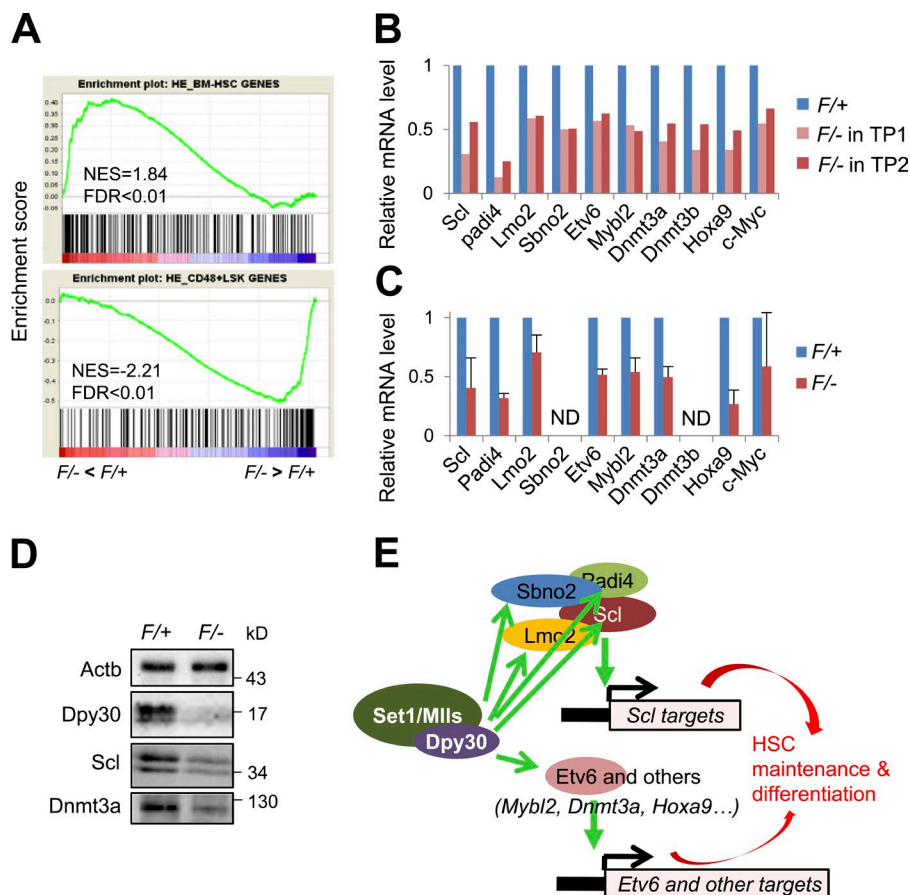 A
Enrichment plot: HE_BM-HSC GENES
Enrichment score
0.40
0.35
0.30
0.25
0.20
0.15
0.10
0.05
0.00
-0.05
NES=1.84
FDR<0.01
Enrichment plot: HE_CD48+LSK GENES
0.0
-0.1
-0.2
-0.3
-0.4
-0.5
NES=-2.21
FDR<0.01
F/- < F/+
F/- > F/+
B
Relative mRNA level
1
0.5
0
Scl
padi4
Lmo2
Sbno2
Etv6
Mybl2
Dnmt3a
Dnmt3b
Hoxa9
c-Myc
F/+
F/- in TP1
F/- in TP2
C
Relative mRNA level
1
0.5
0
ND
ND
Scl
Padi4
Lmo2
Sbno2
Etv6
Mybl2
Dnmt3a
Dnmt3b
Hoxa9
c-Myc
F/+
F/-
D
F/+ F/- kD
Actb
43
Dpy30
17
Scl
34
Dnmt3a
130
E
Padi4
Sbno2
Scl
Lmo2
Set1/Mlls
Dpy30
Scl targets
HSC
maintenance &
differentiation
Etv6 and others
(Mybl2, Dnmt3a, Hoxa9…)
Etv6 and other targets